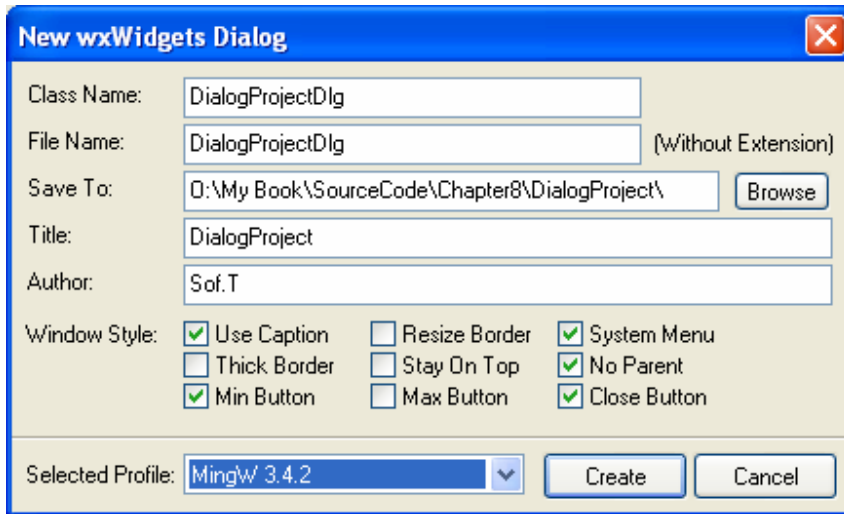 New wxWidgets Dialog
Class Name: DialogProjectDlg
File Name: DialogProjectDlg (Without Extension)
Save To: O:\My Book\SourceCode\Chapter8\DialogProject\ Browse
Title: DialogProject
Author: Sof.T
Window Style: Use Caption Resize Border System Menu
Thick Border Stay On Top No Parent
Min Button Max Button Close Button
Selected Profile: MingW 3.4.2 Create Cancel